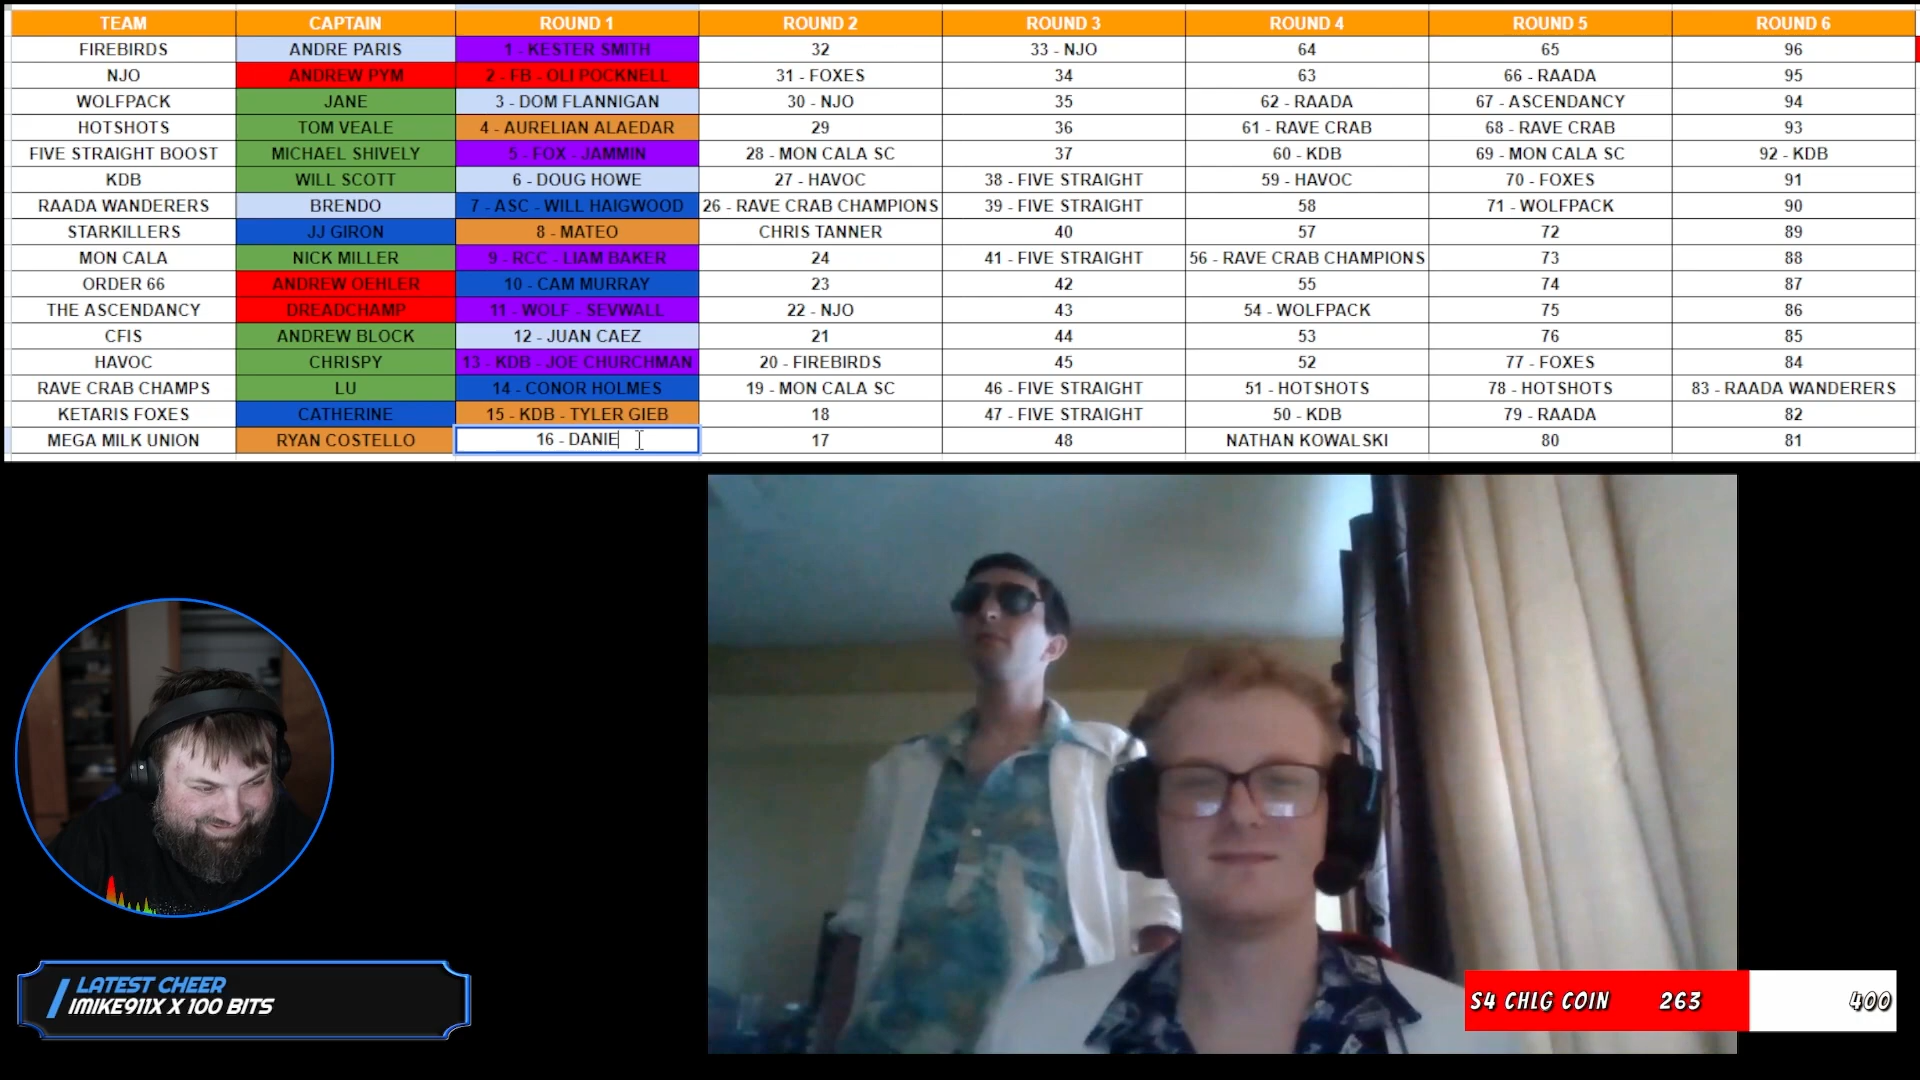 TEAM CAPTAIN ROUND 1 ROUND 2 ROUND 3 ROUND 4 ROUND 5 ROUND 6
FIREBIRDS ANDRE PARIS 1 - KESTER SMITH 32 33 - NJO 64 65 96
NJO ANDREW PYM 2 - FB - OLI POCKNELL 31 - FOXES 34 63 66 - RAADA 95
WOLFPACK JANE 3 - DOM FLANNIGAN 30 - NJO 35 62 - RAADA 67 - ASCENDANCY 94
HOTSHOTS TOM VEALE 4 - AURELIAN ALAEDAR 29 36 61 - RAVE CRAB 68 - RAVE CRAB 93
FIVE STRAIGHT BOOST MICHAEL SHIVELY 5 - FOX - JAMMIN 28 - MON CALA SC 37 60 - KDB 69 - MON CALA SC 92 - KDB
KDB WILL SCOTT 6 - DOUG HOWE 27 - HAVOC 38 - FIVE STRAIGHT 59 - HAVOC 70 - FOXES 91
RAADA WANDERERS BRENDO 7 - ASC - WILL HAIGWOOD 26 - RAVE CRAB CHAMPIONS 39 - FIVE STRAIGHT 58 71 - WOLFPACK 90
STARKILLERS JJ GIRON 8 - MATEO CHRIS TANNER 40 57 72 89
MON CALA NICK MILLER 9 - RCC - LIAM BAKER 24 41 - FIVE STRAIGHT 56 - RAVE CRAB CHAMPIONS 73 88
ORDER 66 ANDREW OEHLER 10 - CAM MURRAY 23 42 55 74 87
THE ASCENDANCY DREADCHAMP 11 - WOLF - SEVWALL 22 - NJO 43 54 - WOLFPACK 75 86
CFIS ANDREW BLOCK 12 - JUAN CAEZ 21 44 53 76 85
HAVOC CHRISPY 13 - KDB - JOE CHURCHMAN 20 - FIREBIRDS 45 52 77 - FOXES 84
RAVE CRAB CHAMPS LU 14 - CONOR HOLMES 19 - MON CALA SC 46 - FIVE STRAIGHT 51 - HOTSHOTS 78 - HOTSHOTS 83 - RAADA WANDERERS
KETARIS FOXES CATHERINE 15 - KDB - TYLER GIEB 18 47 - FIVE STRAIGHT 50 - KDB 79 - RAADA 82
MEGA MILK UNION RYAN COSTELLO 16 - DANIE 17 48 NATHAN KOWALSKI 80 81
LATEST CHEER
IMIKE911X X 100 BITS
S4 CHLG COIN 263 400